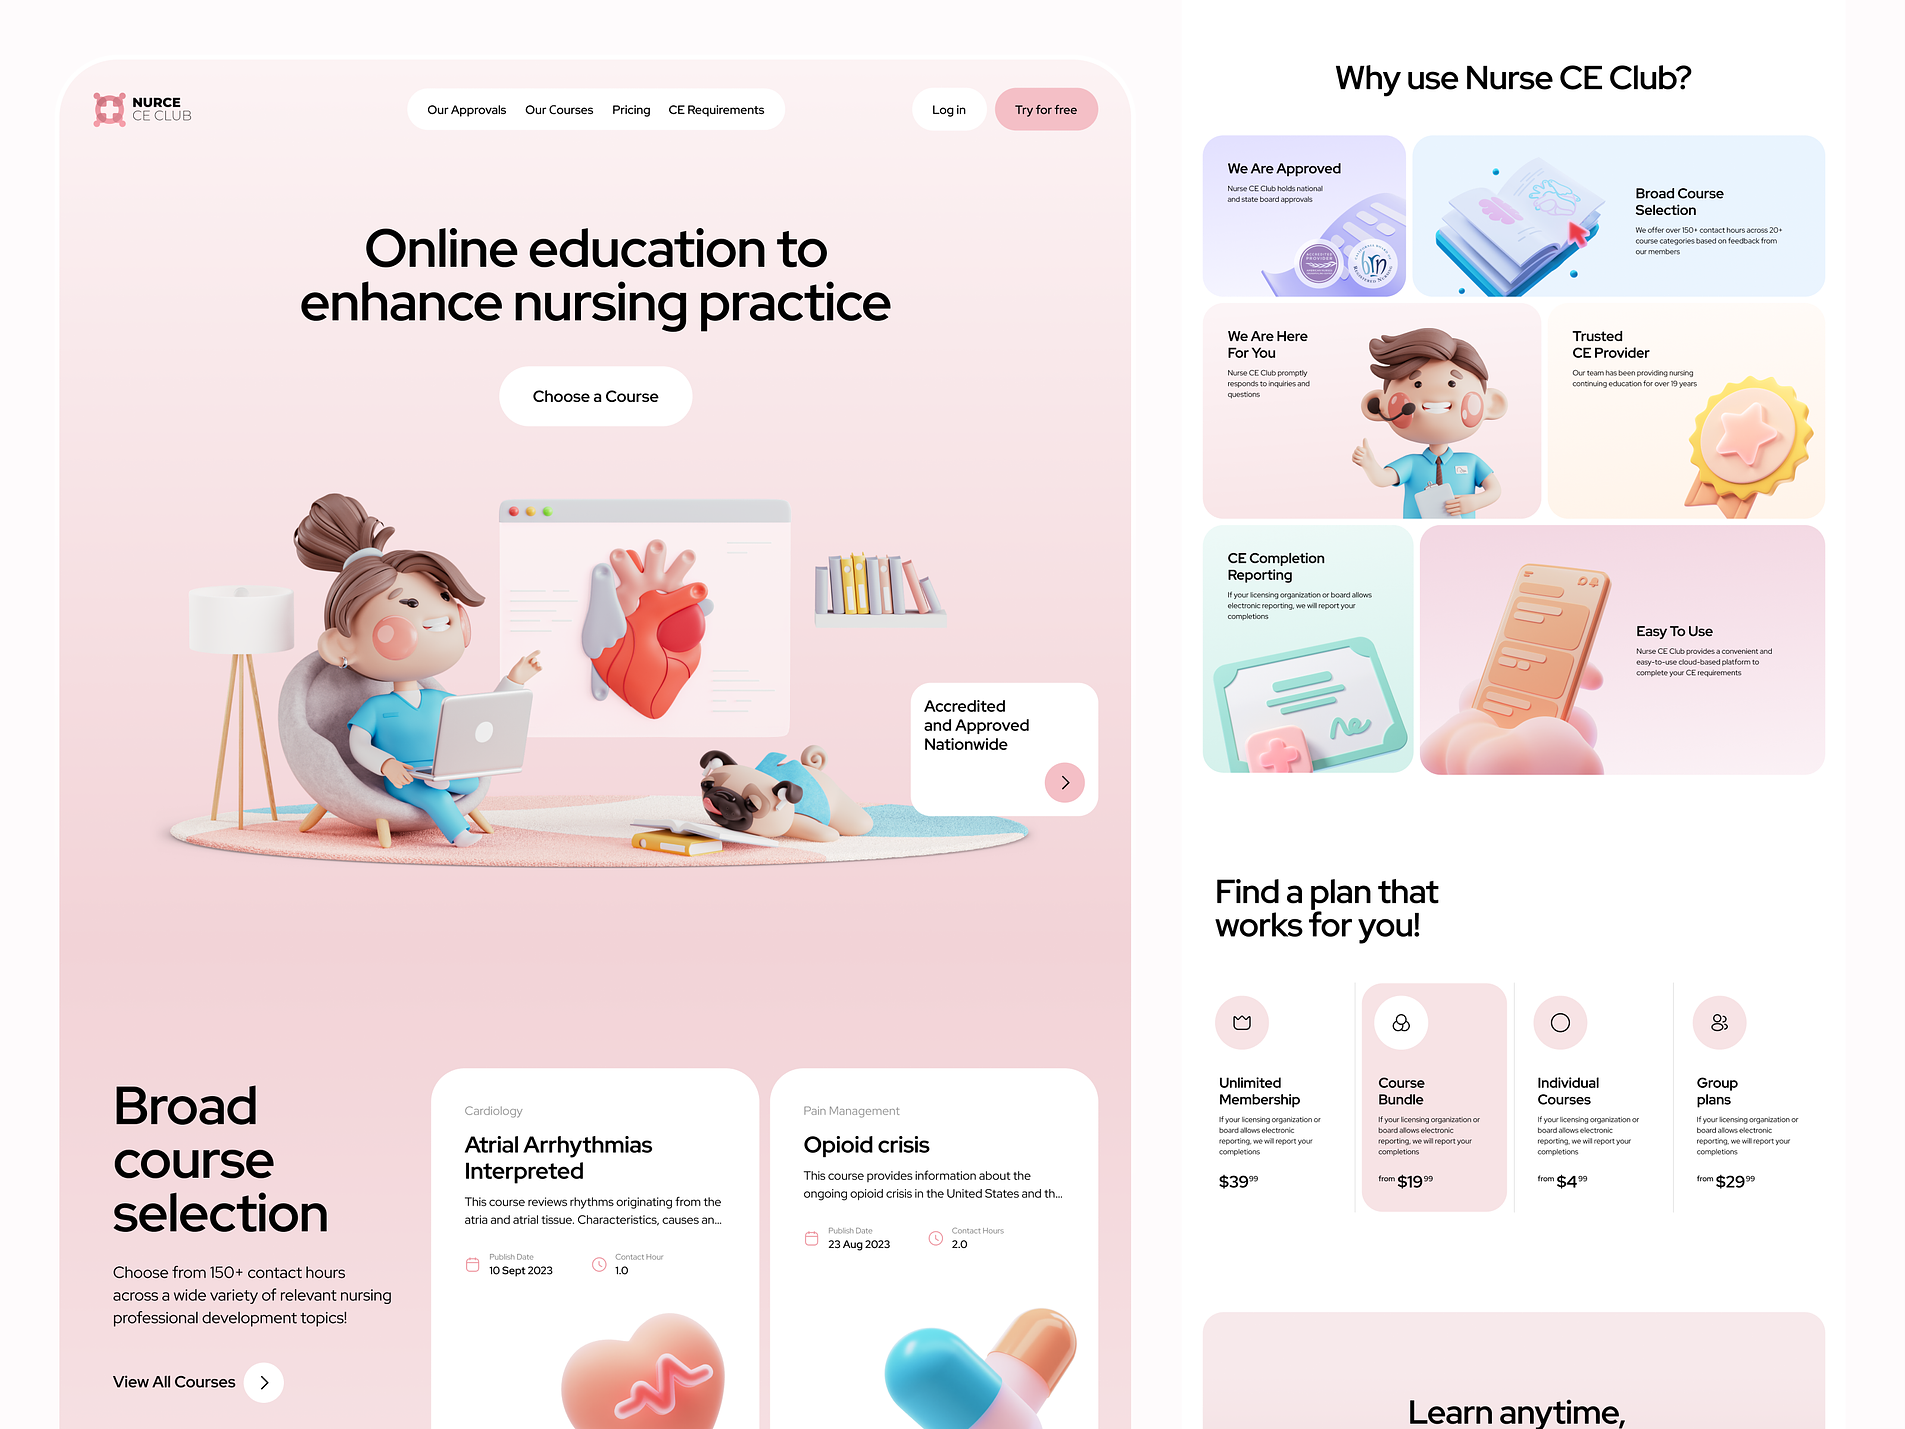 NURCE
CE CLUB
Our Approvals
Our Courses
Pricing
CE Requirements
Log in
Try for free
Online education to
enhance nursing practice
Choose a Course
Accredited
and Approved
Nationwide
Broad
course
selection
Choose from 150+ contact hours
across a wide variety of relevant nursing
professional development topics!
View All Courses
Cardiology
Atrial Arrhythmias
Interpreted
This course reviews rhythms originating from the
atria and atrial tissue. Characteristics, causes an...
Publish Date
10 Sept 2023
Contact Hour
1.0
Pain Management
Opioid crisis
This course provides information about the
ongoing opioid crisis in the United States and th...
Publish Date
23 Aug 2023
Contact Hours
2.0
Why use Nurse CE Club?
We Are Approved
Nurse CE Club holds national
and state board approvals
ACCREDITED
PROVIDER
brn
Broad Course
Selection
We offer over 150+ contact hours across 20+
course categories based on feedback from
our members
We Are Here
For You
Nurse CE Club promptly
responds to inquiries and
questions
Trusted
CE Provider
Our team has been providing nursing
continuing education for over 19 years
CE Completion
Reporting
If your licensing organization or board allows
electronic reporting, we will report your
completions
Easy To Use
Nurse CE Club provides a convenient and
easy-to-use cloud-based platform to
complete your CE requirements
Find a plan that
works for you!
Unlimited
Membership
If your licensing organization or
board allows electronic
reporting, we will report your
completions
$39 99
Course
Bundle
If your licensing organization or
board allows electronic
reporting, we will report your
completions
from $19 99
Individual
Courses
If your licensing organization or
board allows electronic
reporting, we will report your
completions
from $4 99
Group
plans
If your licensing organization or
board allows electronic
reporting, we will report your
completions
from $29 99
Learn anytime,